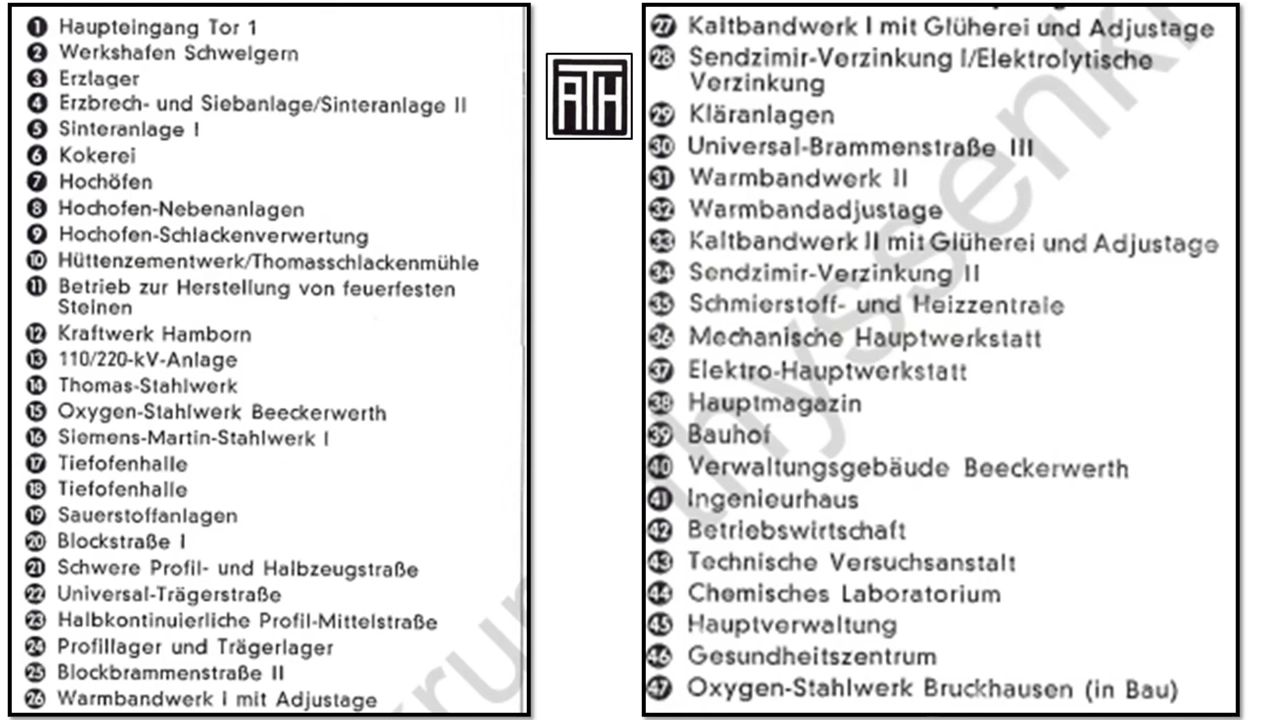 1 Haupteingang Tor 1
2 Werkshafen Schwelgern
3 Erzlager
4 Erzbrech- und Siebanlage/Sinteranlage II
5 Sinteranlage I
6 Kokerei
7 Hochöfen
8 Hochofen-Nebenanlagen
9 Hochofen-Schlackenverwertung
10 Hüttenzementwerk/Thomasschlackenmühle
11 Betrieb zur Herstellung von feuerfesten
Steinen
12 Kraftwerk Hamborn
13 110/220-kV-Anlage
14 Thomas-Stahlwerk
15 Oxygen-Stahlwerk Beeckerwerth
16 Siemens-Martin-Stahlwerk I
17 Tiefofenhalle
18 Tiefofenhalle
19 Sauerstoffanlagen
20 Blockstraße I
21 Schwere Profil- und Halbzeugstraße
22 Universal-Trägerstraße
23 Halbkontinuierliche Profil-Mittelstraße
24 Profillager und Trägerlager
25 Blockbrammenstraße II
26 Warmbandwerk I mit Adjustage
ATH
27 Kaltbandwerk I mit Glüherei und Adjustage
28 Sendzimir-Verzinkung I/Elektrolytische
Verzinkung
29 Kläranlagen
30 Universal-Brammenstraße III
31 Warmbandwerk II
32 Warmbandadjustage
33 Kaltbandwerk II mit Glüherei und Adjustage
34 Sendzimir-Verzinkung II
35 Schmierstoff- und Heizzentrale
36 Mechanische Hauptwerkstatt
37 Elektro-Hauptwerkstatt
38 Hauptmagazin
39 Bauhof
40 Verwaltungsgebäude Beeckerwerth
41 Ingenieurhaus
42 Betriebswirtschaft
43 Technische Versuchsanstalt
44 Chemisches Laboratorium
45 Hauptverwaltung
46 Gesundheitszentrum
47 Oxygen-Stahlwerk Bruckhausen (in Bau)